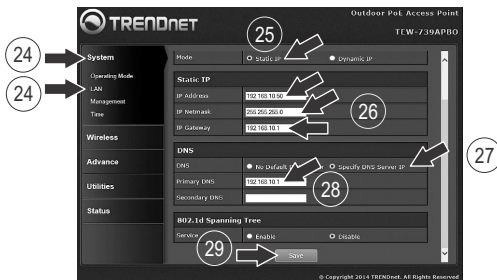 TRENDNET
Outdoor PoE Access Point
TEW-739APBO
25
24
System
Mode
Static IP
Dynamic IP
Operating Mode
24
LAN
Management
Time
Static IP
IP Address
192.168.10.50
IP Netmask
255.255.255.0
26
IP Gateway
192.168.10.1
Wireless
DNS
27
Advance
DNS
No Default
Specify DNS Server IP
Primary DNS
192.168.10.1
28
Utilities
Secondary DNS
Status
802.1d Spanning Tree
Service
Enable
Disable
29
Save
© Copyright 2014 TRENDnet. All Rights Reserved